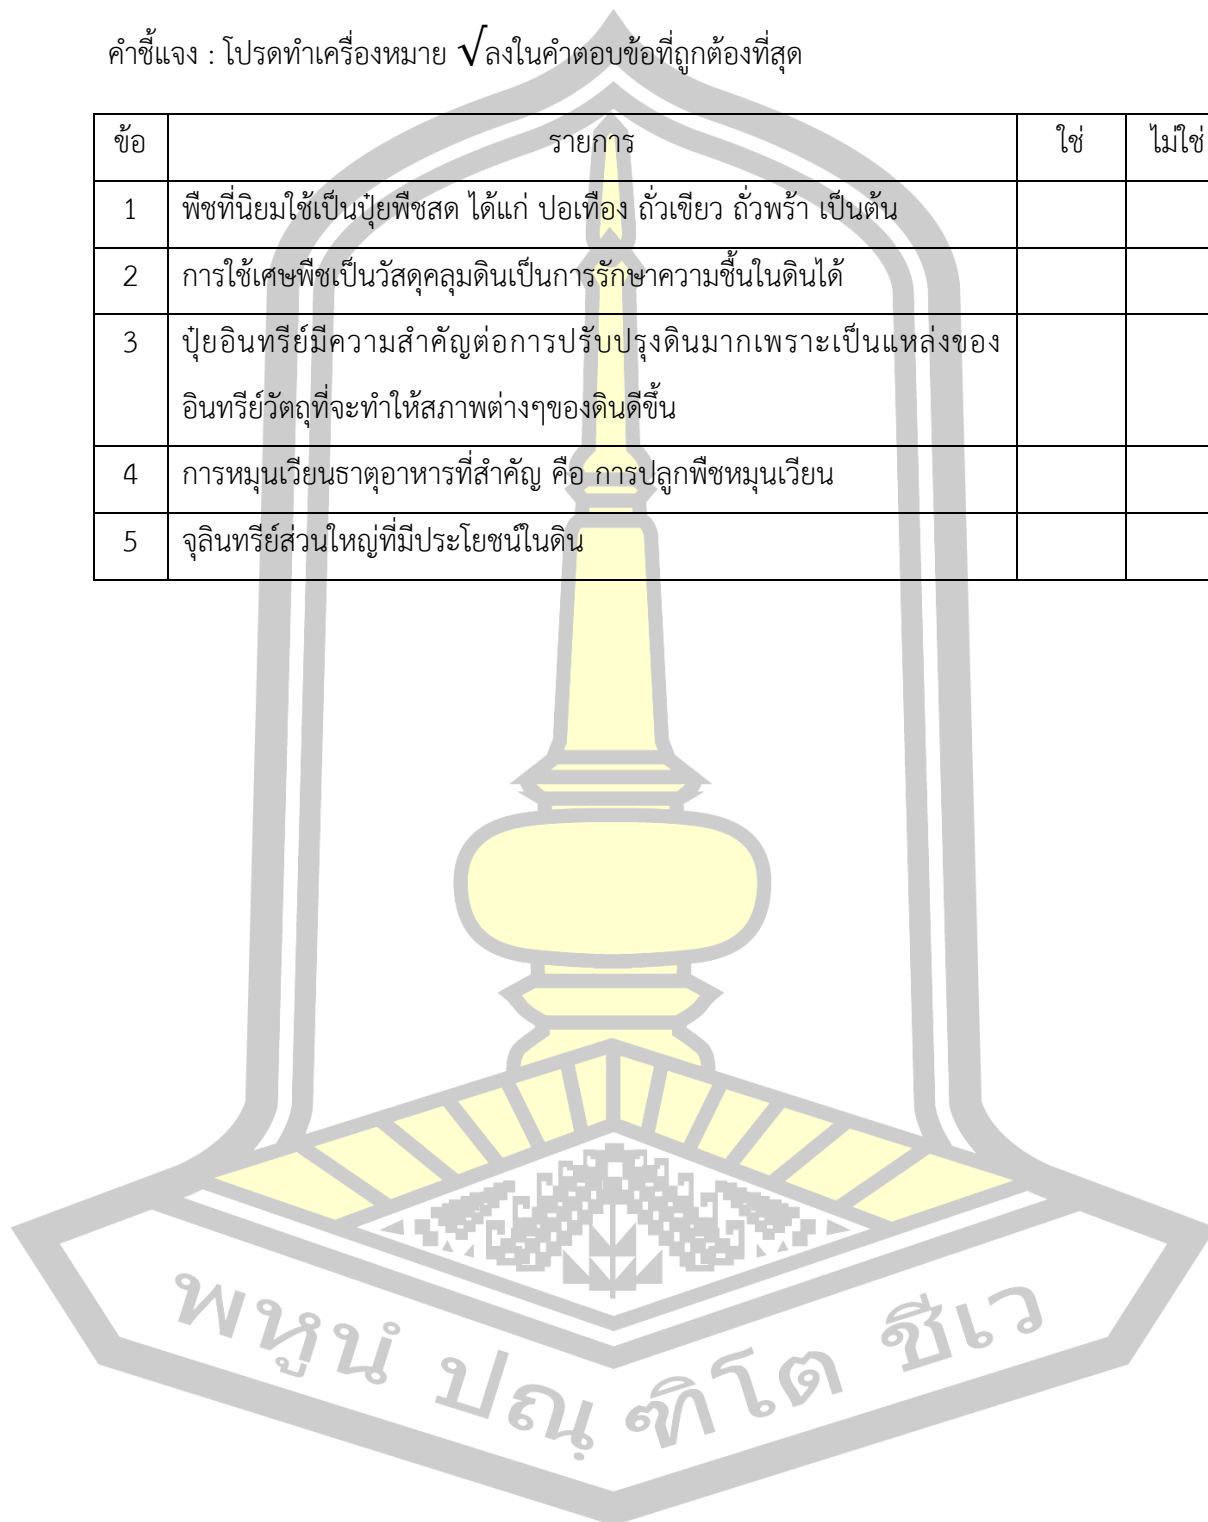 คำชี้แจง : โปรดทำเครื่องหมาย √ลงในคำตอบข้อที่ถูกต้องที่สุด
ข้อ รายการ ใช่ ไม่ใช่
1 พืชที่นิยมใช้เป็นปุ๋ยพืชสด ได้แก่ ปอเทือง ถั่วเขียว ถั่วพร้า เป็นต้น
2 การใช้เศษพืชเป็นวัสดุคลุมดินเป็นการรักษาความชื้นในดินได้
3 ปุ๋ยอินทรีย์มีความสำคัญต่อการปรับปรุงดินมากเพราะเป็นแหล่งของ
อินทรีย์วัตถุที่จะทำให้สภาพต่างๆของดินดีขึ้น
4 การหมุนเวียนธาตุอาหารที่สำคัญ คือ การปลูกพืชหมุนเวียน
5 จุลินทรีย์ส่วนใหญ่ที่มีประโยชน์ในดิน
พหูนํ ปณฺ ฑิโต ชีเว